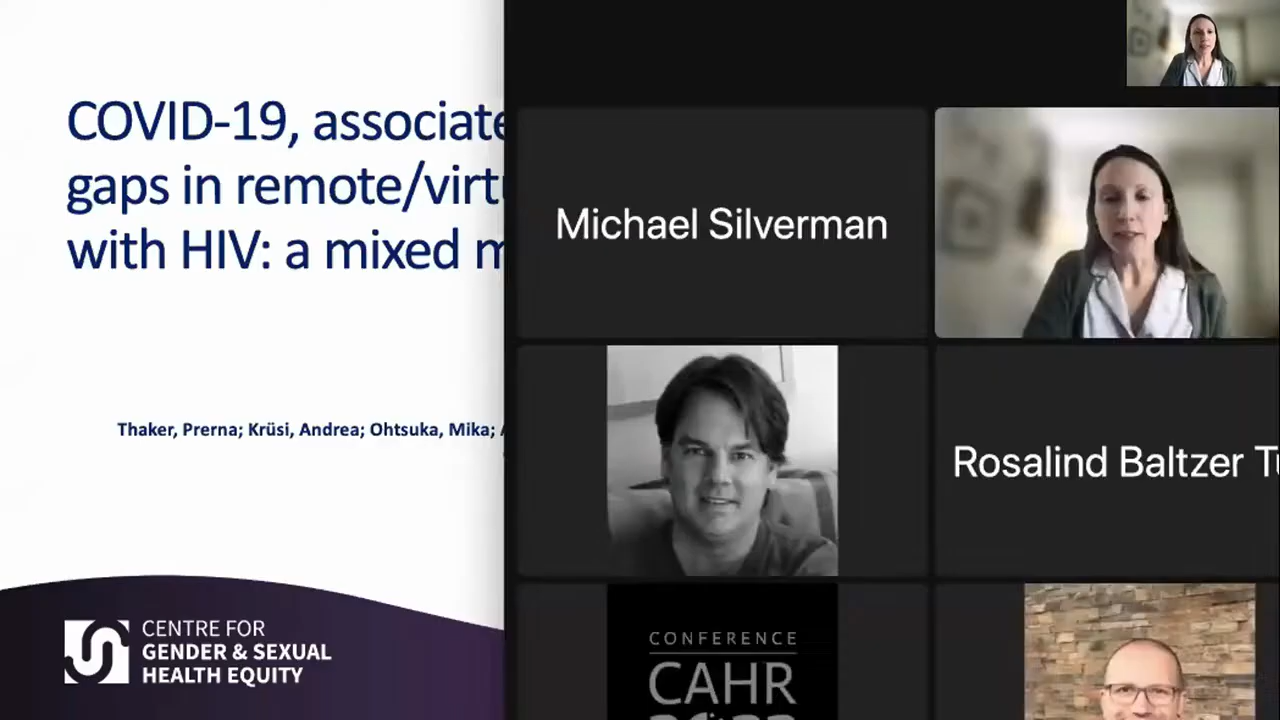 COVID-19, associate
gaps in remote/virt
with HIV: a mixed m
Thaker, Prerna; Krüsi, Andrea; Ohtsuka, Mika;
CENTRE FOR
GENDER & SEXUAL
HEALTH EQUITY
Michael Silverman
Rosalind Baltzer T
CONFERENCE
CAHR